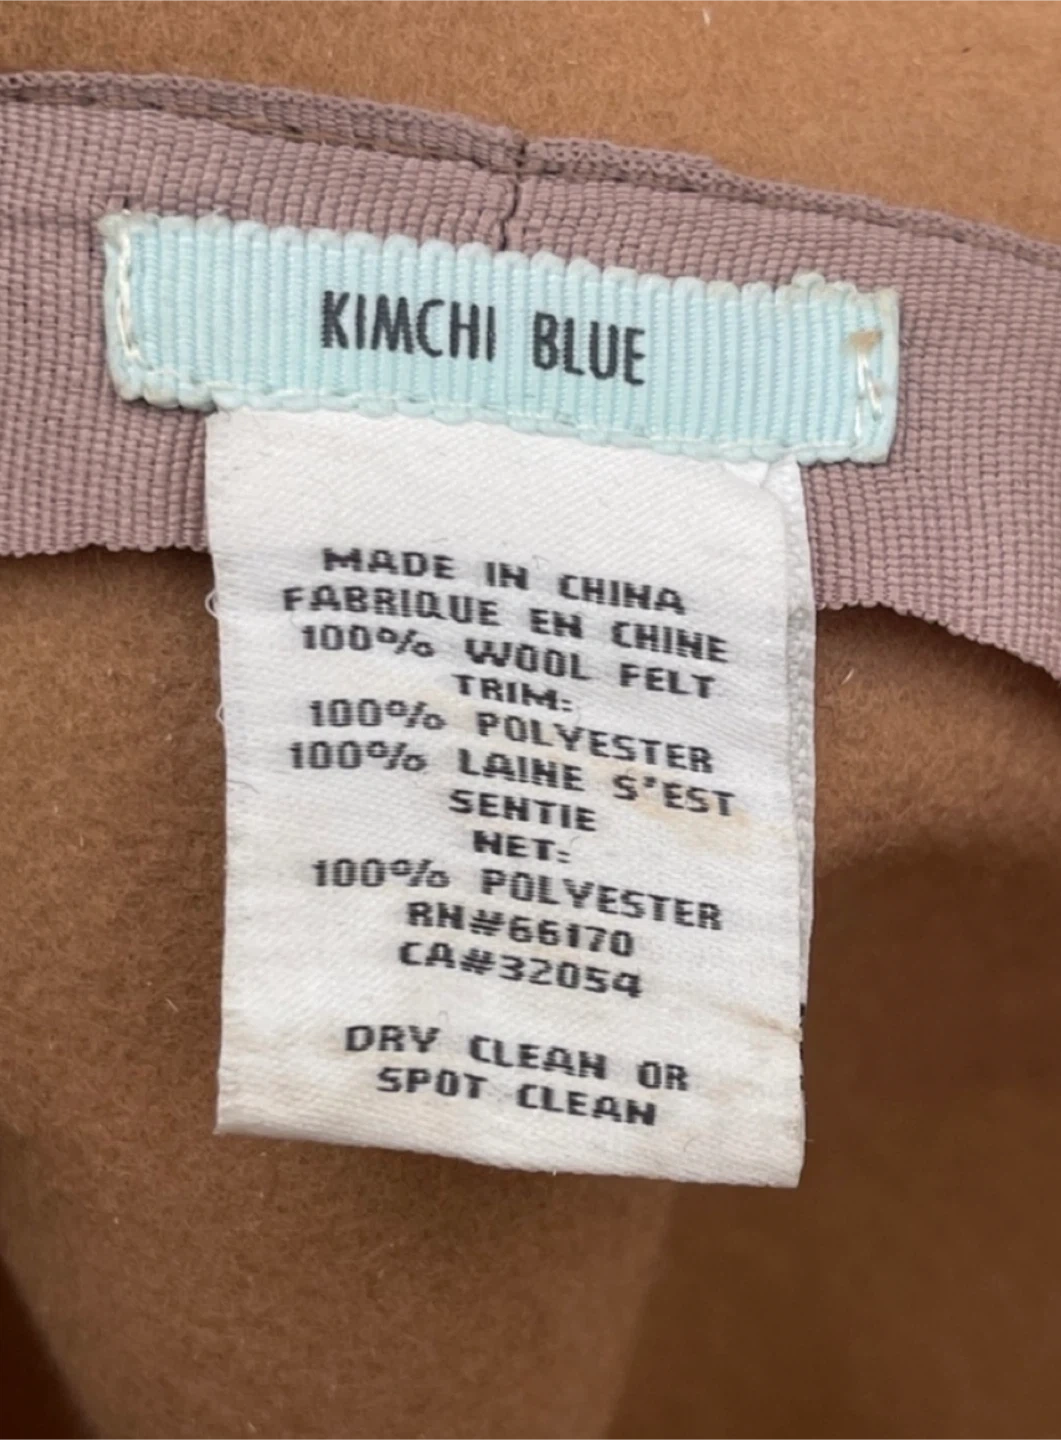 KIMCHI BLUE
MADE IN CHINA
FABRIQUE EN CHINE
100% WOOL FELT
TRIM:
100% POLYESTER
100% LAINE S'EST
SENTIE
NET:
100% POLYESTER
RN#66170
CA#32054
DRY CLEAN OR
SPOT CLEAN